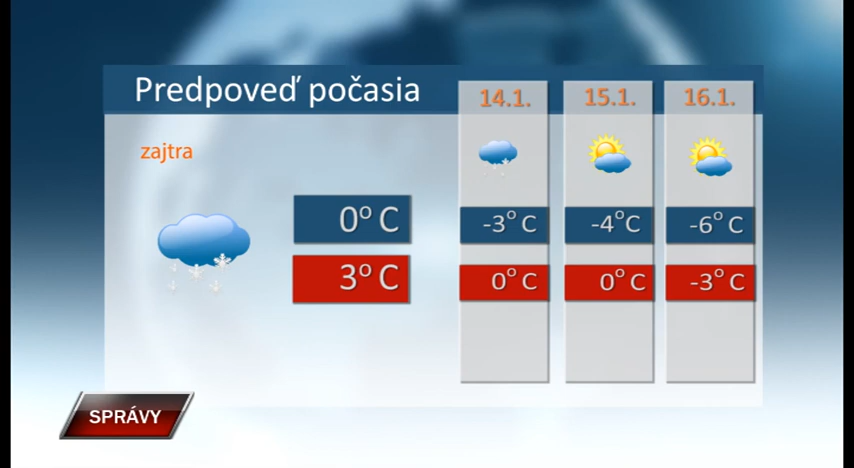 Predpoveď počasia
zajtra
0° C
3° C
14.1.
-3° C
0° C
15.1.
-4°C
0° C
16.1.
-6° C
-3° C
SPRÁVY